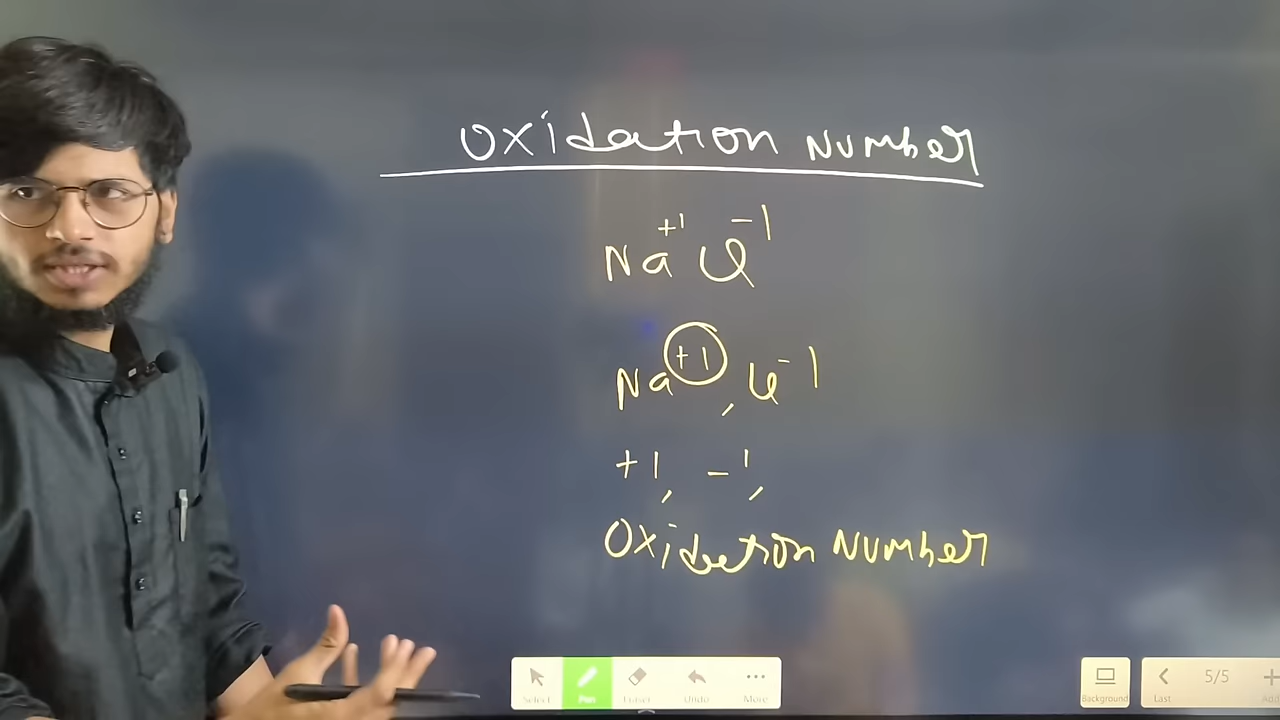 Oxidation Number
Na+1 Cl-1
Na+1, Cl-1
+1, -1,
Oxidation Number
Select Pen Eraser Undo More
Background
Last 5/5 Add